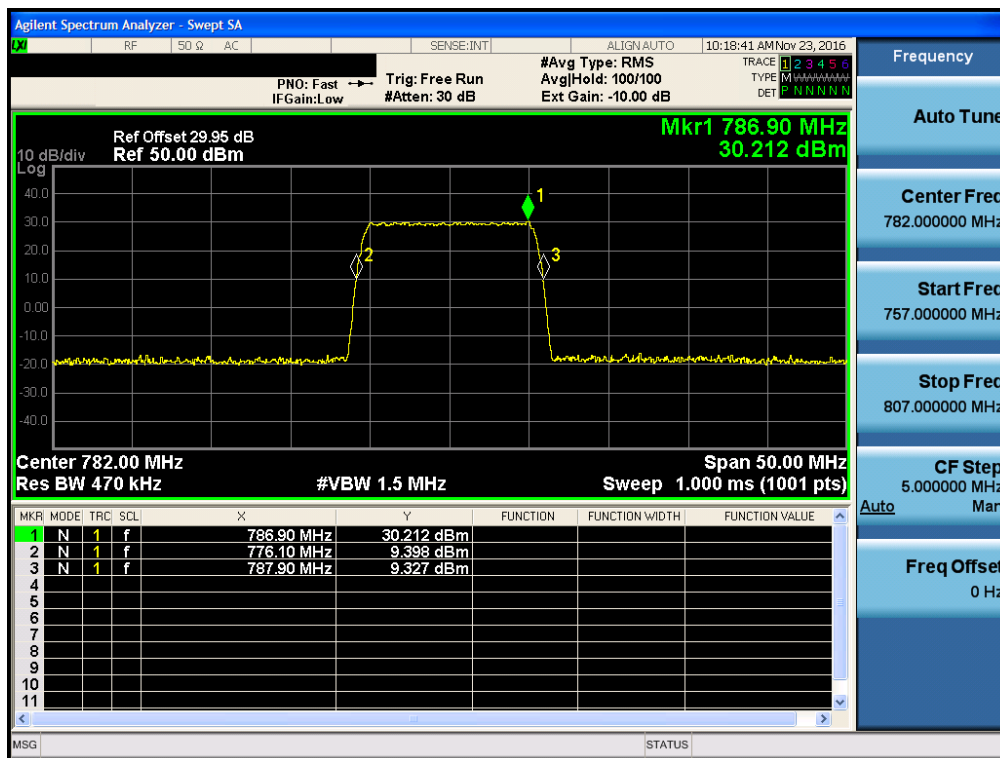 Agilent Spectrum Analyzer - Swept SA
LXI RF 50 Ω AC SENSE:INT ALIGN AUTO 10:18:41 AM Nov 23, 2016
PNO: Fast
IFGain:Low
Trig: Free Run
#Atten: 30 dB
#Avg Type: RMS
Avg|Hold: 100/100
Ext Gain: -10.00 dB
TRACE 1 2 3 4 5 6
TYPE M
DET P N N N N N
Mkr1 786.90 MHz
30.212 dBm
Ref Offset 29.95 dB
10 dB/div Ref 50.00 dBm
Log
40.0
30.0
20.0
10.0
0.00
-10.0
-20.0
-30.0
-40.0
1
2
3
Center 782.00 MHz Span 50.00 MHz
Res BW 470 kHz #VBW 1.5 MHz Sweep 1.000 ms (1001 pts)
MKR MODE TRC SCL X Y FUNCTION FUNCTION WIDTH FUNCTION VALUE
1 N 1 f 786.90 MHz 30.212 dBm
2 N 1 f 776.10 MHz 9.398 dBm
3 N 1 f 787.90 MHz 9.327 dBm
4
5
6
7
8
9
10
11
MSG STATUS
Frequency
Auto Tune
Center Freq
782.000000 MHz
Start Freq
757.000000 MHz
Stop Freq
807.000000 MHz
CF Step
5.000000 MHz
Auto Man
Freq Offset
0 Hz